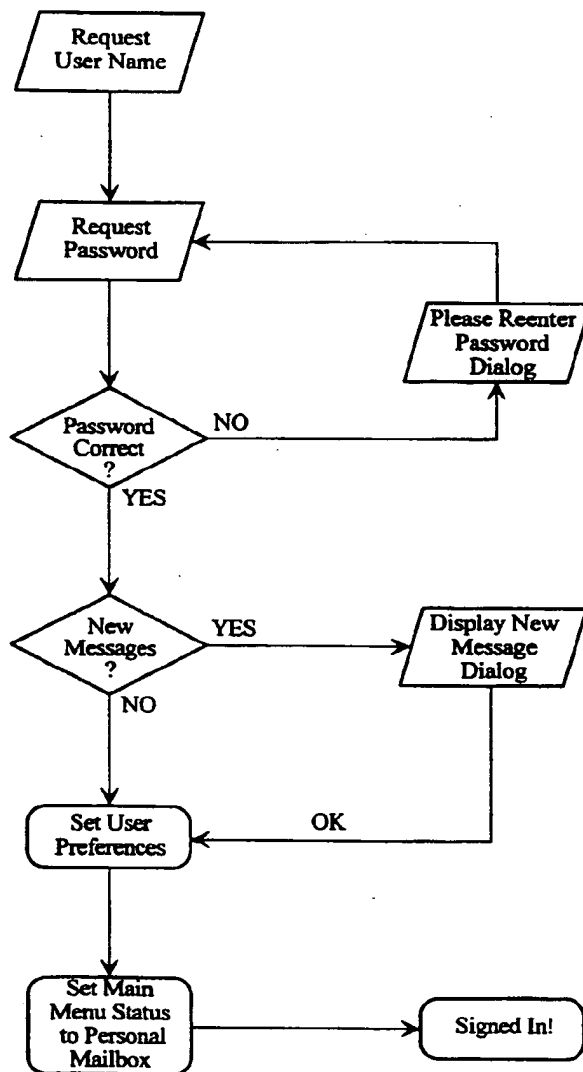 Request
User Name
Request
Password
Please Reenter
Password
Dialog
Password
Correct
?
NO
YES
New
Messages
?
YES
Display New
Message
Dialog
NO
Set User
Preferences
OK
Set Main
Menu Status
to Personal
Mailbox
Signed In!